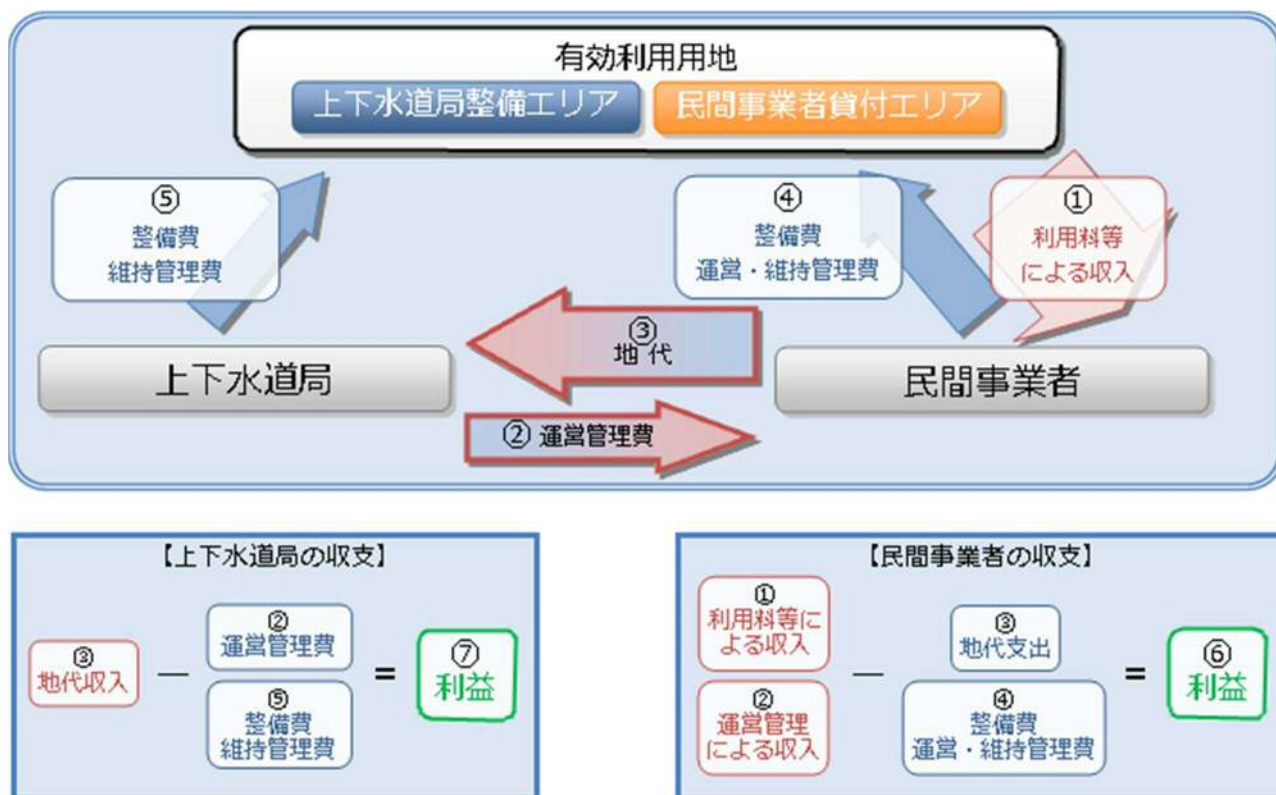 有効利用用地
上下水道局整備エリア
民間事業者貸付エリア
⑤
整備費
維持管理費
④
整備費
運営・維持管理費
①
利用料等
による収入
③
地代
上下水道局
民間事業者
② 運営管理費
【上下水道局の収支】
③
地代収入
―
②
運営管理費
⑤
整備費
維持管理費
=
⑦
利益
【民間事業者の収支】
①
利用料等に
よる収入
②
運営管理
による収入
―
③
地代支出
④
整備費
運営・維持管理費
=
⑥
利益